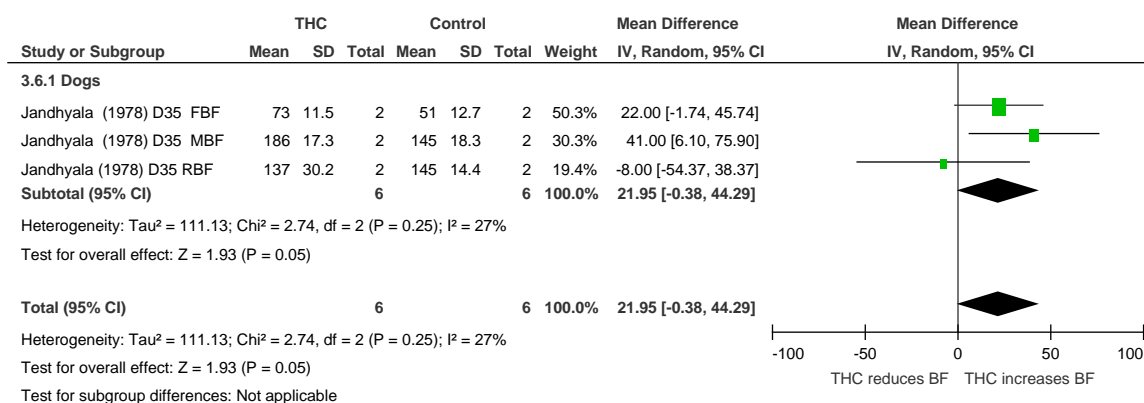 THC Control Mean Difference Mean Difference
Study or Subgroup Mean SD Total Mean SD Total Weight IV, Random, 95% CI IV, Random, 95% CI
3.6.1 Dogs
Jandhyala (1978) D35 FBF 73 11.5 2 51 12.7 2 50.3% 22.00 [-1.74, 45.74]
Jandhyala (1978) D35 MBF 186 17.3 2 145 18.3 2 30.3% 41.00 [6.10, 75.90]
Jandhyala (1978) D35 RBF 137 30.2 2 145 14.4 2 19.4% -8.00 [-54.37, 38.37]
Subtotal (95% CI) 6 6 100.0% 21.95 [-0.38, 44.29]
Heterogeneity: Tau² = 111.13; Chi² = 2.74, df = 2 (P = 0.25); I² = 27%
Test for overall effect: Z = 1.93 (P = 0.05)
Total (95% CI) 6 6 100.0% 21.95 [-0.38, 44.29]
Heterogeneity: Tau² = 111.13; Chi² = 2.74, df = 2 (P = 0.25); I² = 27%
Test for overall effect: Z = 1.93 (P = 0.05)
Test for subgroup differences: Not applicable
-100 -50 0 50 100
THC reduces BF THC increases BF